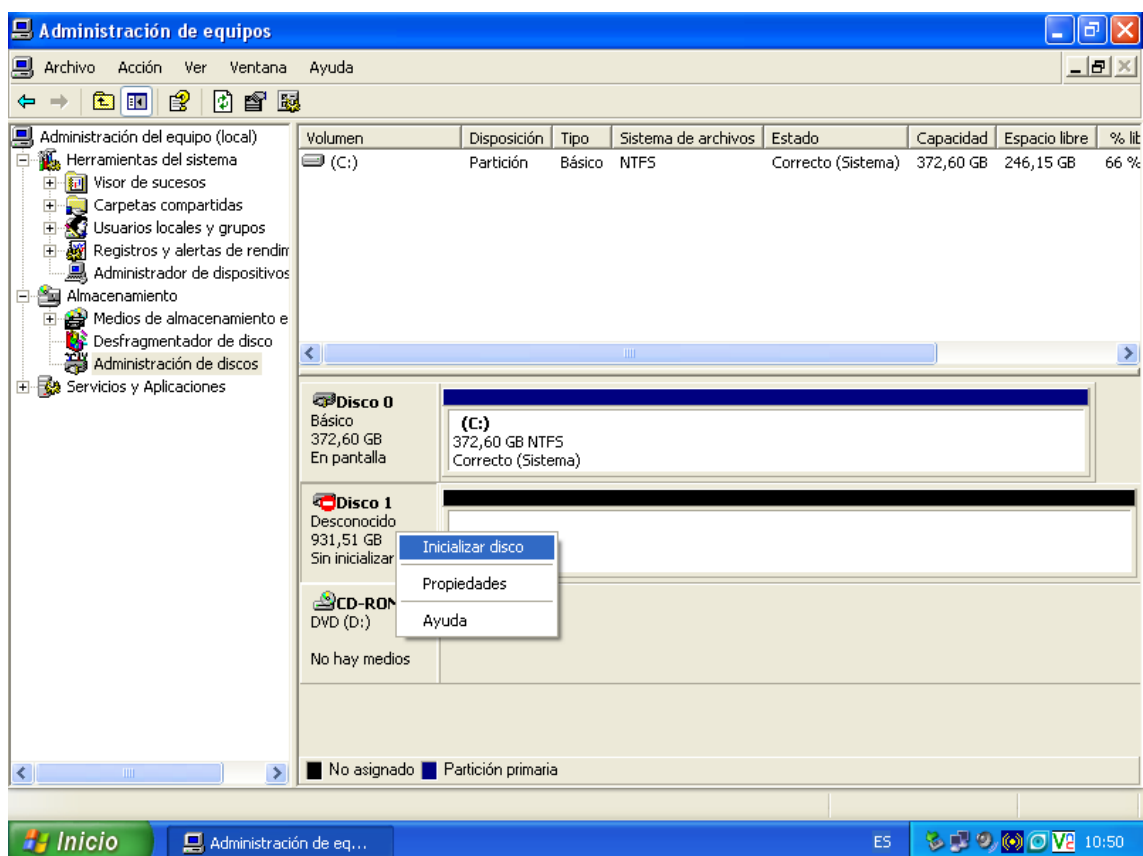 Administración de equipos
Archivo Acción Ver Ventana Ayuda
Administración del equipo (local)
Herramientas del sistema
Visor de sucesos
Carpetas compartidas
Usuarios locales y grupos
Registros y alertas de rendim
Administrador de dispositivos
Almacenamiento
Medios de almacenamiento e
Desfragmentador de disco
Administración de discos
Servicios y Aplicaciones
Volumen Disposición Tipo Sistema de archivos Estado Capacidad Espacio libre % lib
(C:) Partición Básico NTFS Correcto (Sistema) 372,60 GB 246,15 GB 66 %
Disco 0
Básico
372,60 GB
En pantalla
(C:)
372,60 GB NTFS
Correcto (Sistema)
Disco 1
Desconocido
931,51 GB
Sin inicializar
Inicializar disco
Propiedades
Ayuda
CD-ROM
DVD (D:)
No hay medios
No asignado Partición primaria
Inicio Administración de eq... ES V2 10:50